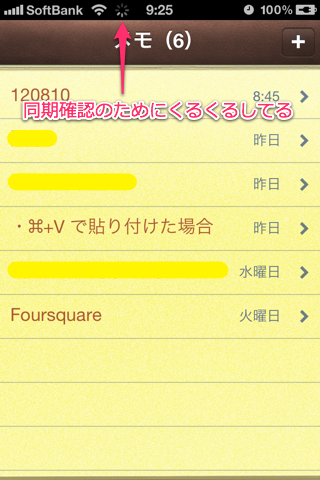 SoftBank 9:25 100%
メモ（6）
+
120810 8:45
同期確認のためにくるくるしてる
昨日
昨日
・⌘+V で貼り付けた場合 昨日
水曜日
Foursquare 火曜日